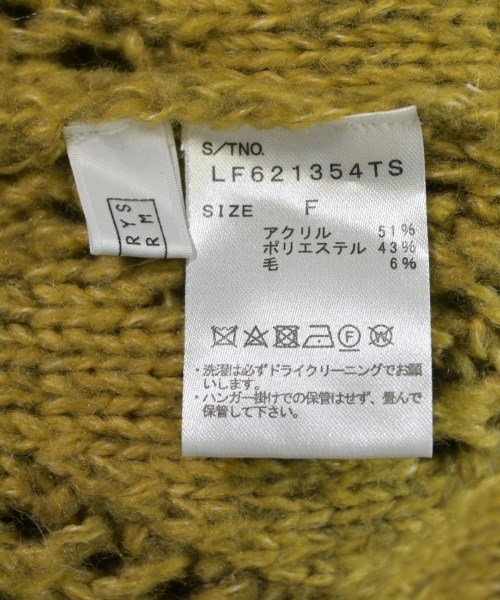 S/TNO.
LF621354TS
SIZE F
アクリル 51%
ポリエステル 43%
毛 6%
・洗濯は必ずドライクリーニングでお願
いします。
・ハンガー掛けでの保管はせず、畳んで
保管して下さい。
RYS
RM